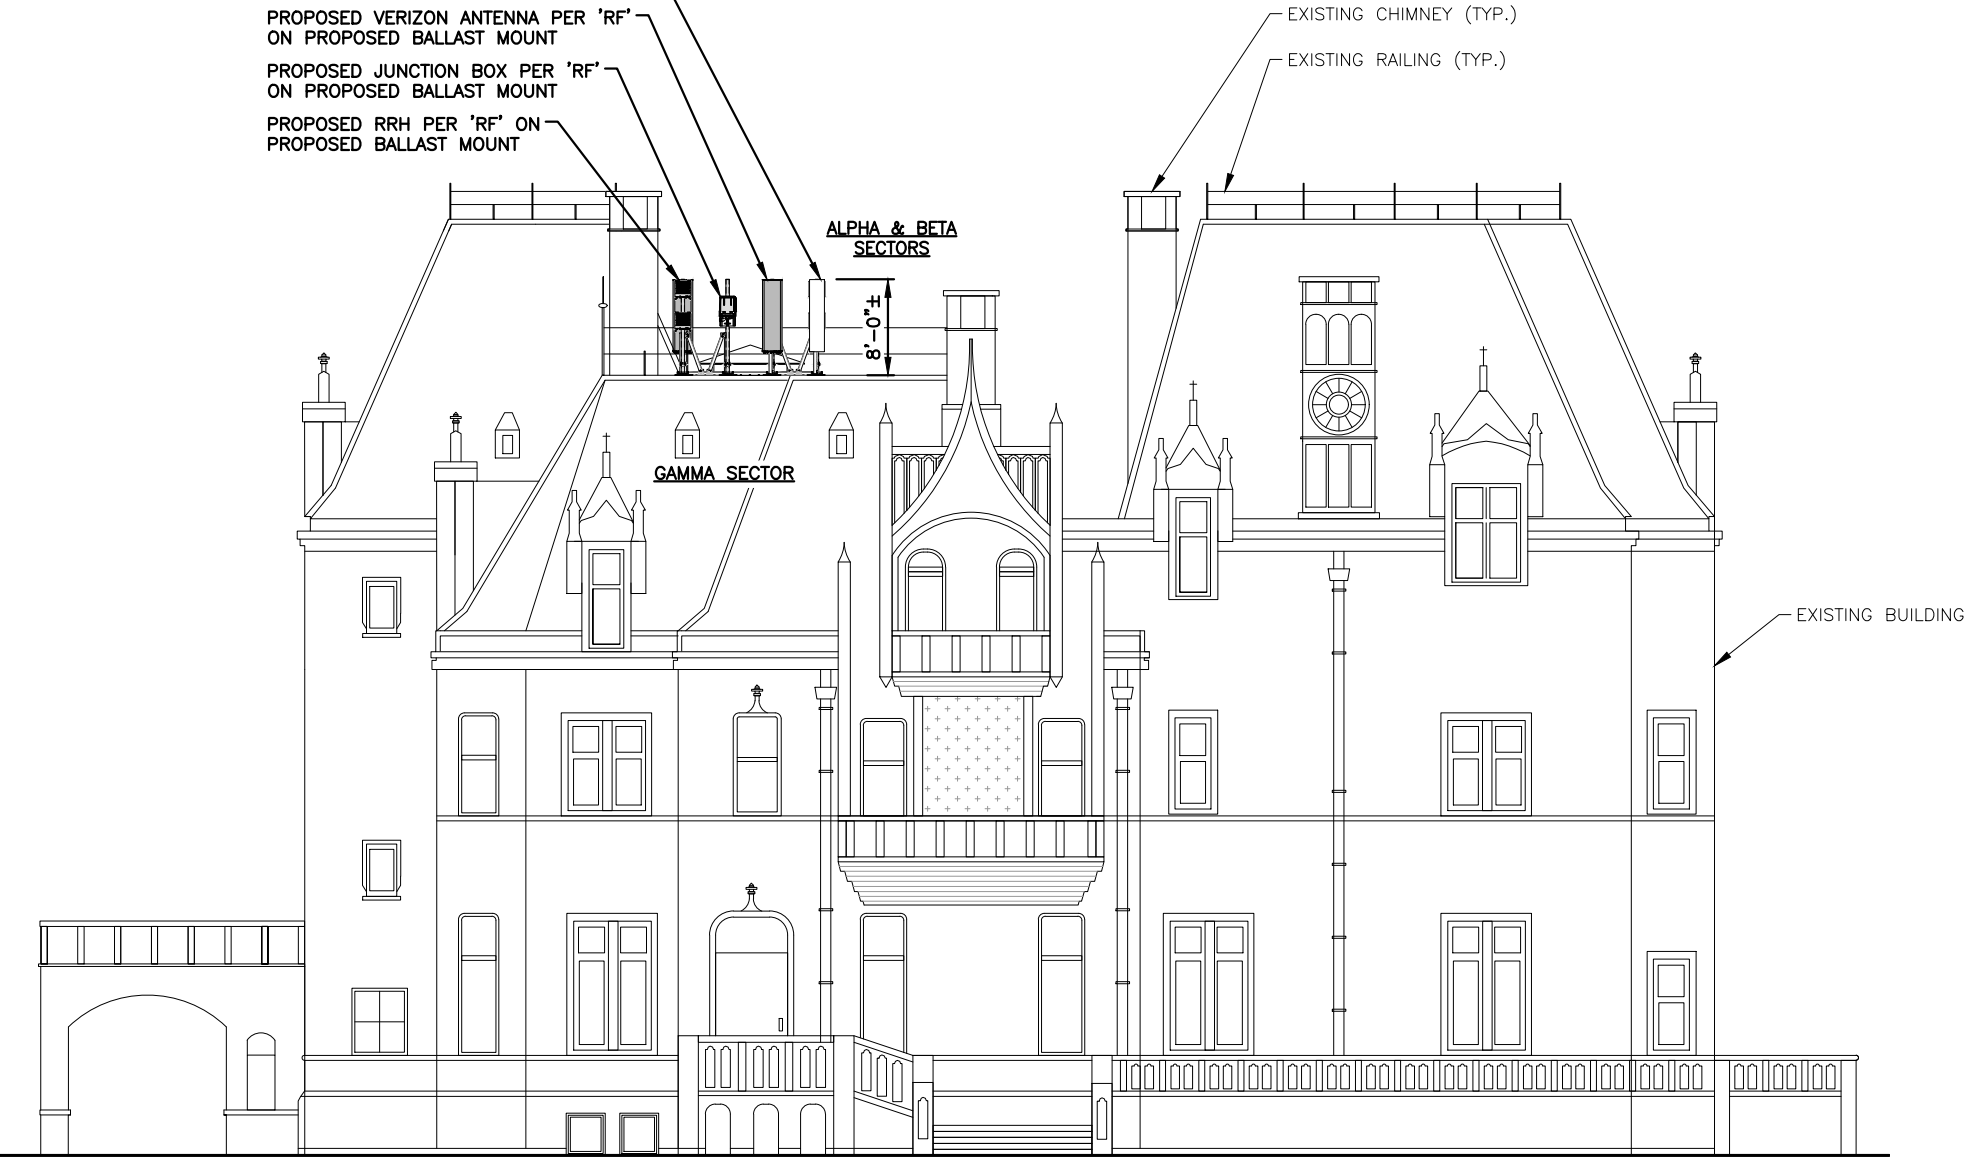 PROPOSED VERIZON ANTENNA PER 'RF'
ON PROPOSED BALLAST MOUNT
PROPOSED JUNCTION BOX PER 'RF'
ON PROPOSED BALLAST MOUNT
PROPOSED RRH PER 'RF' ON
PROPOSED BALLAST MOUNT
EXISTING CHIMNEY (TYP.)
EXISTING RAILING (TYP.)
ALPHA & BETA
SECTORS
8'-0"±
GAMMA SECTOR
EXISTING BUILDING